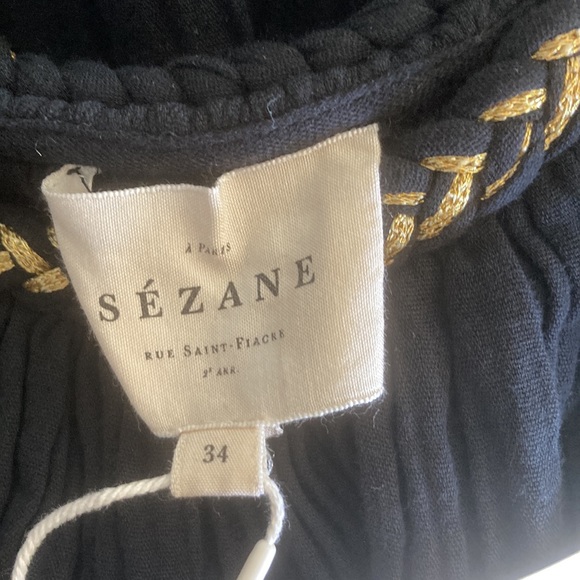 À PARIS
SÉZANE
RUE SAINT-FIACRE
2E ARR.
34